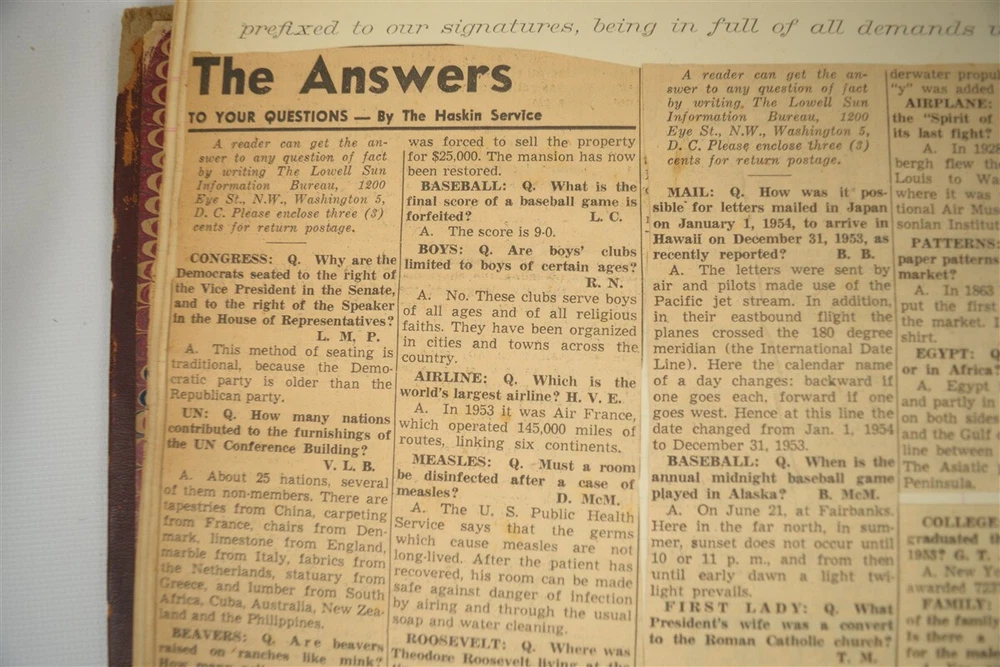 prefixed to our signatures, being in full of all demands
The Answers
TO YOUR QUESTIONS — By The Haskin Service
A reader can get the an-
swer to any question of fact
by writing The Lowell Sun
Information Bureau, 1200
Eye St., N.W., Washington 5,
D. C. Please enclose three (3)
cents for return postage.
CONGRESS: Q. Why are the
Democrats seated to the right of
the Vice President in the Senate,
and to the right of the Speaker
in the House of Representatives?
L. M. P.
A. This method of seating is
traditional, because the Demo-
cratic party is older than the
Republican party.
UN: Q. How many nations
contributed to the furnishings of
the UN Conference Building?
V. L. B.
A. About 25 nations, several
of them non-members. There are
tapestries from China, carpeting
from France, chairs from Den-
mark, limestone from England,
marble from Italy, fabrics from
the Netherlands, statuary from
Greece, and lumber from South
Africa, Cuba, Australia, New Zea-
land and the Philippines.
BEAVERS: Q. Are beavers
raised on ranches like mink?
How many
was forced to sell the property
for $25,000. The mansion has now
been restored.
BASEBALL: Q. What is the
final score of a baseball game is
forfeited? L. C.
A. The score is 9-0.
BOYS: Q. Are boys' clubs
limited to boys of certain ages?
R. N.
A. No. These clubs serve boys
of all ages and of all religious
faiths. They have been organized
in cities and towns across the
country.
AIRLINE: Q. Which is the
world's largest airline? H. V. E.
A. In 1953 it was Air France,
which operated 145,000 miles of
routes, linking six continents.
MEASLES: Q. Must a room
be disinfected after a case of
measles? D. McM.
A. The U. S. Public Health
Service says that the germs
which cause measles are not
long-lived. After the patient has
recovered, his room can be made
safe against danger of infection
by airing and through the usual
soap and water cleaning.
ROOSEVELT: Q. Where was
Theodore Roosevelt living at the
A reader can get the an-
swer to any question of fact
by writing The Lowell Sun
Information Bureau, 1200
Eye St., N.W., Washington 5,
D. C. Please enclose three (3)
cents for return postage.
MAIL: Q. How was it pos-
sible for letters mailed in Japan
on January 1, 1954, to arrive in
Hawaii on December 31, 1953, as
recently reported? B. B.
A. The letters were sent by
air and pilots made use of the
Pacific jet stream. In addition,
in their eastbound flight the
planes crossed the 180 degree
meridian (the International Date
Line). Here the calendar name
of a day changes: backward if
one goes each, forward if one
goes west. Hence at this line the
date changed from Jan. 1, 1954
to December 31, 1953.
BASEBALL: Q. When is the
annual midnight baseball game
played in Alaska? B. McM.
A. On June 21, at Fairbanks.
Here in the far north, in sum-
mer, sunset does not occur until
10 or 11 p. m., and from then
until early dawn a light twi-
light prevails.
FIRST LADY: Q. What
President's wife was a convert
to the Roman Catholic church?
T. M.
derwater
"y" was added
AIRPLANE:
the "Spirit of
its last fight?
A. In 1928
bergh flew
Louis to
where it was
tional Air
sonian
PATTERNS:
paper patterns
market?
A. In 1863
put the first
the market.
shirt.
EGYPT: Q
or in Africa?
A. Egypt
and partly in
on both sides
and the Gulf
line between
The Asiatic
Peninsula.
COLLEGE
graduated
1953? G. T.
A. New
awarded
FAMILY:
of the family
Is there a
for the